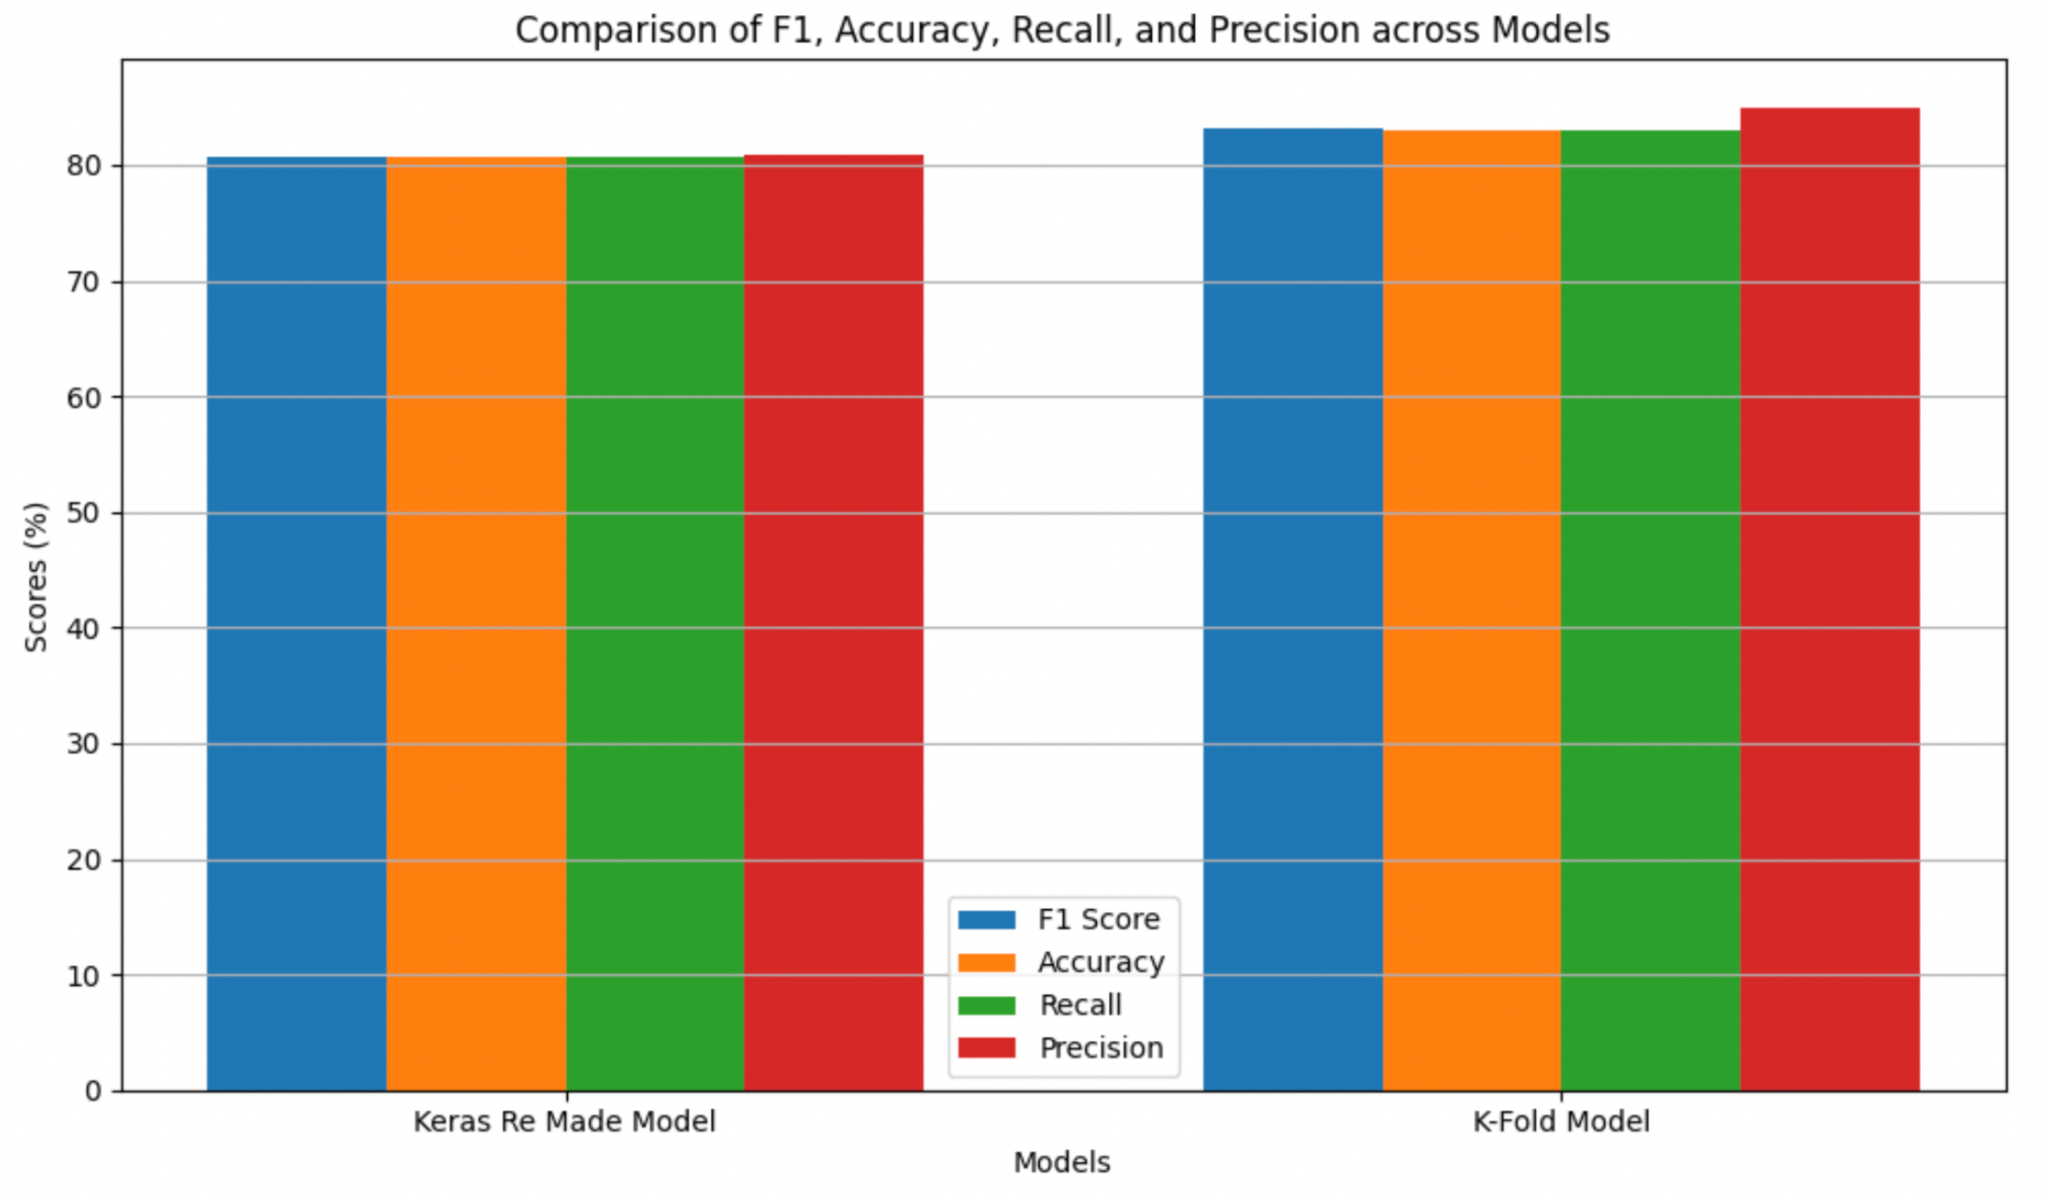 Comparison of F1, Accuracy, Recall, and Precision across Models
Scores (%)
80
70
60
50
40
30
20
10
0
F1 Score
Accuracy
Recall
Precision
Keras Re Made Model
K-Fold Model
Models